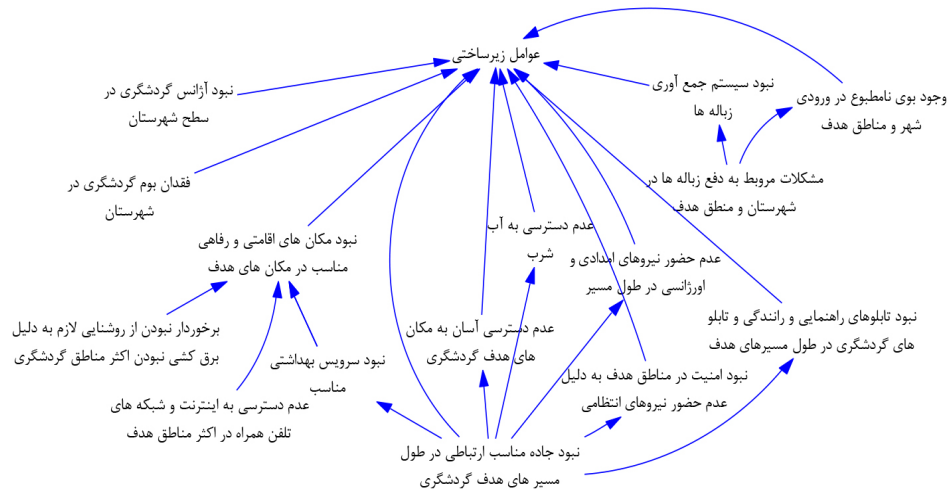 عوامل زیرساختی
نبود آژانس گردشگری در
سطح شهرستان
نبود سیستم جمع آوری
زباله ها
وجود بوی نامطبوع در ورودی
شهر و مناطق هدف
فقدان بوم گردشگری در
شهرستان
مشکلات مروبط به دفع زباله ها در
شهرستان و منطق هدف
نبود مکان های اقامتی و رفاهی
مناسب در مکان های هدف
عدم دسترسی به آب
شرب
عدم حضور نیروهای امدادی و
اورژانسی در طول مسیر
برخوردار نبودن از روشنایی لازم به دلیل
برق کشی نبودن اکثر مناطق گردشگری
نبود سرویس بهداشتی
مناسب
عدم دسترسی آسان به مکان
های هدف گردشگری
نبود تابلوهای راهنمایی و رانندگی و تابلو
های گردشگری در طول مسیرهای هدف
نبود امنیت در مناطق هدف به دلیل
عدم حضور نیروهای انتظامی
عدم دسترسی به اینترنت و شبکه های
تلفن همراه در اکثر مناطق هدف
نبود جاده مناسب ارتباطی در طول
مسیر های هدف گردشگری